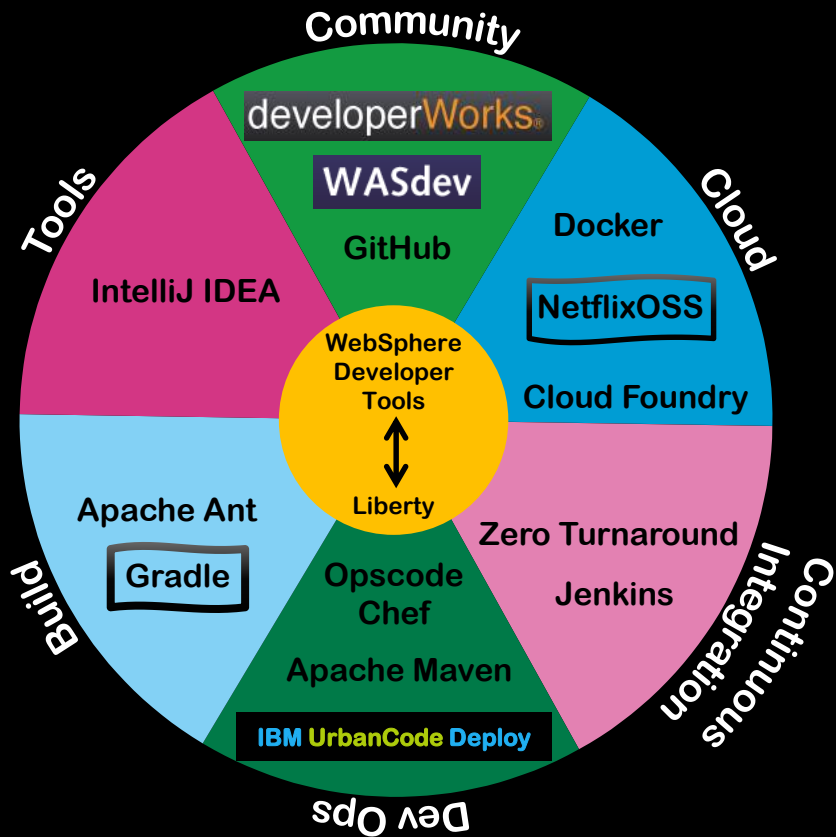 Community
developerWorks®
WASdev
GitHub
Cloud
Docker
NetflixOSS
Cloud Foundry
Continuous
Integration
Zero Turnaround
Jenkins
Dev Ops
Opscode
Chef
Apache Maven
IBM UrbanCode Deploy
Build
Apache Ant
Gradle
Tools
IntelliJ IDEA
WebSphere
Developer
Tools
Liberty